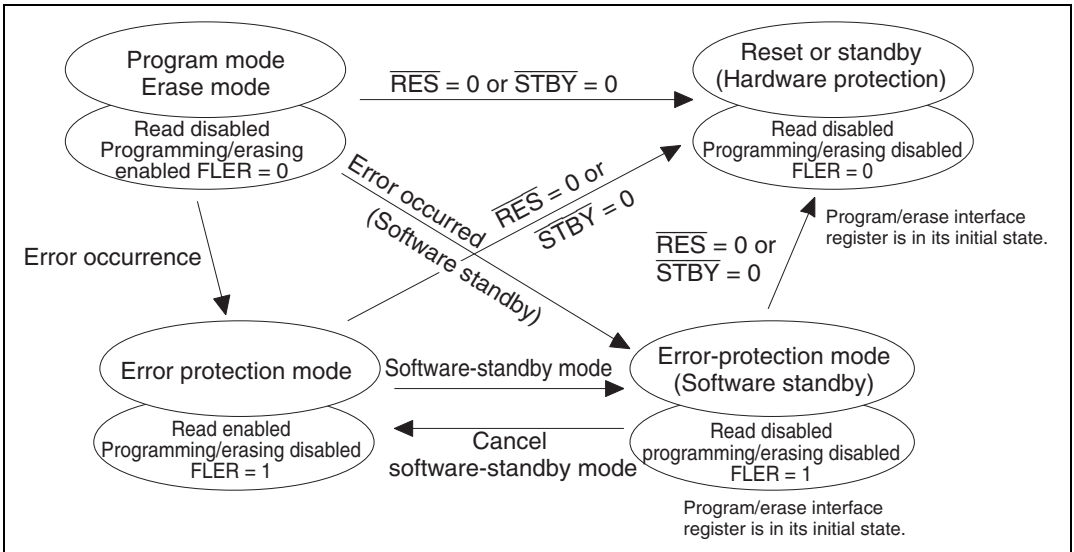 Program mode
Erase mode
Read disabled
Programming/erasing
enabled FLER = 0
RES = 0 or STBY = 0
Reset or standby
(Hardware protection)
Read disabled
Programming/erasing disabled
FLER = 0
Program/erase interface
register is in its initial state.
Error occurred
(Software standby)
RES = 0 or
STBY = 0
RES = 0 or
STBY = 0
Error occurrence
Error protection mode
Read enabled
Programming/erasing disabled
FLER = 1
Software-standby mode
Cancel
software-standby mode
Error-protection mode
(Software standby)
Read disabled
programming/erasing disabled
FLER = 1
Program/erase interface
register is in its initial state.